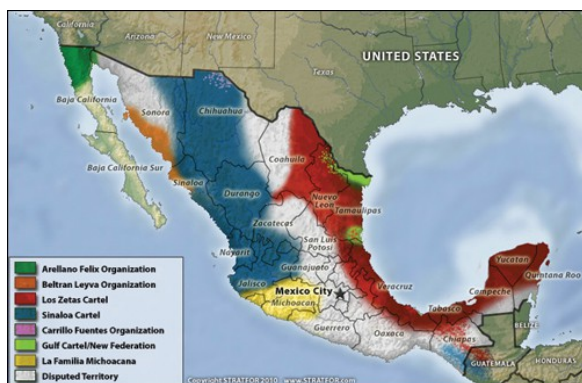 California
Arizona
New Mexico
UNITED STATES
Texas
Baja California
Sonora
Chihuahua
Coahuila
Baja California Sur
Sinaloa
Durango
Nuevo
Leon
Tamaulipas
Zacatecas
San Luis
Potosi
Nayarit
Guanajuato
Yucatan
Quintana Roo
Jalisco
Mexico City
Veracruz
Campeche
Michoacan
Tabasco
Guerrero
Oaxaca
Chiapas
BELIZE
GUATEMALA
HONDURAS
Arellano Felix Organization
Beltran Leyva Organization
Los Zetas Cartel
Sinaloa Cartel
Carrillo Fuentes Organization
Gulf Cartel/New Federation
La Familia Michoacana
Disputed Territory
Copyright STRATFOR 2010 www.STRATFOR.com